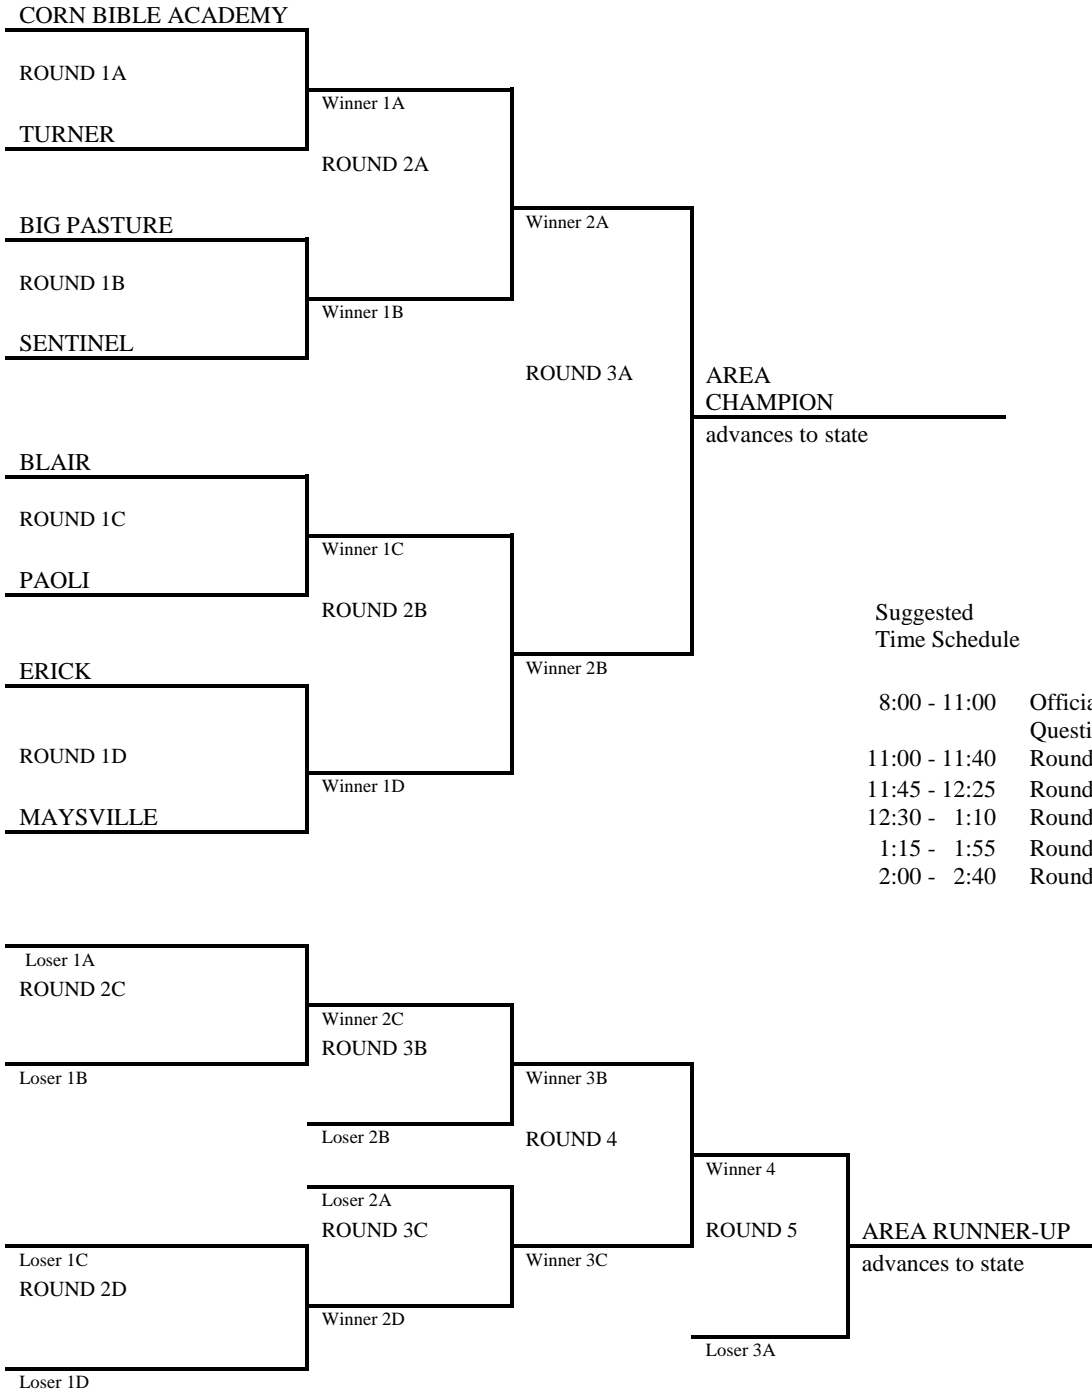 CORN BIBLE ACADEMY
ROUND 1A
Winner 1A
TURNER
ROUND 2A
BIG PASTURE
Winner 2A
ROUND 1B
Winner 1B
SENTINEL
ROUND 3A
AREA
CHAMPION
advances to state
BLAIR
ROUND 1C
Winner 1C
PAOLI
ROUND 2B
Suggested
Time Schedule
ERICK
Winner 2B
ROUND 1D
Winner 1D
MAYSVILLE
8:00 - 11:00
11:00 - 11:40 Round
11:45 - 12:25 Round
12:30 - 1:10 Round
1:15 - 1:55 Round
2:00 - 2:40 Round
Loser 1A
ROUND 2C
Winner 2C
ROUND 3B
Loser 1B
Winner 3B
Loser 2B
ROUND 4
Winner 4
Loser 2A
ROUND 3C
ROUND 5
AREA RUNNER-UP
advances to state
Loser 1C
Winner 3C
ROUND 2D
Winner 2D
Loser 3A
Loser 1D